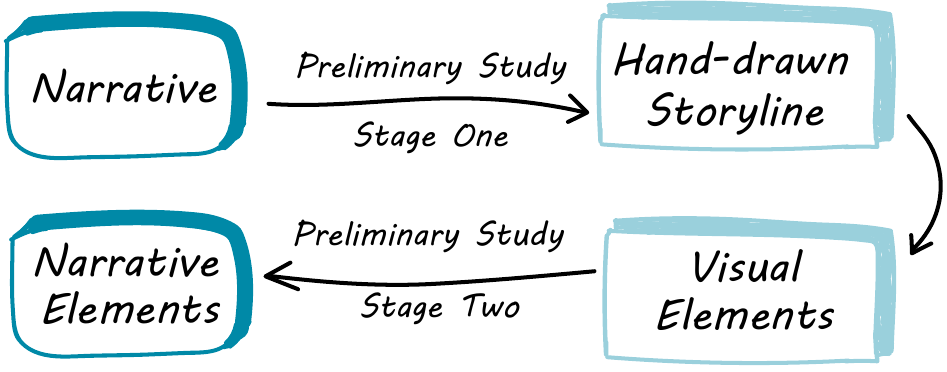 Narrative
Preliminary Study
Stage One
Hand-drawn
Storyline
Narrative
Elements
Preliminary Study
Stage Two
Visual
Elements